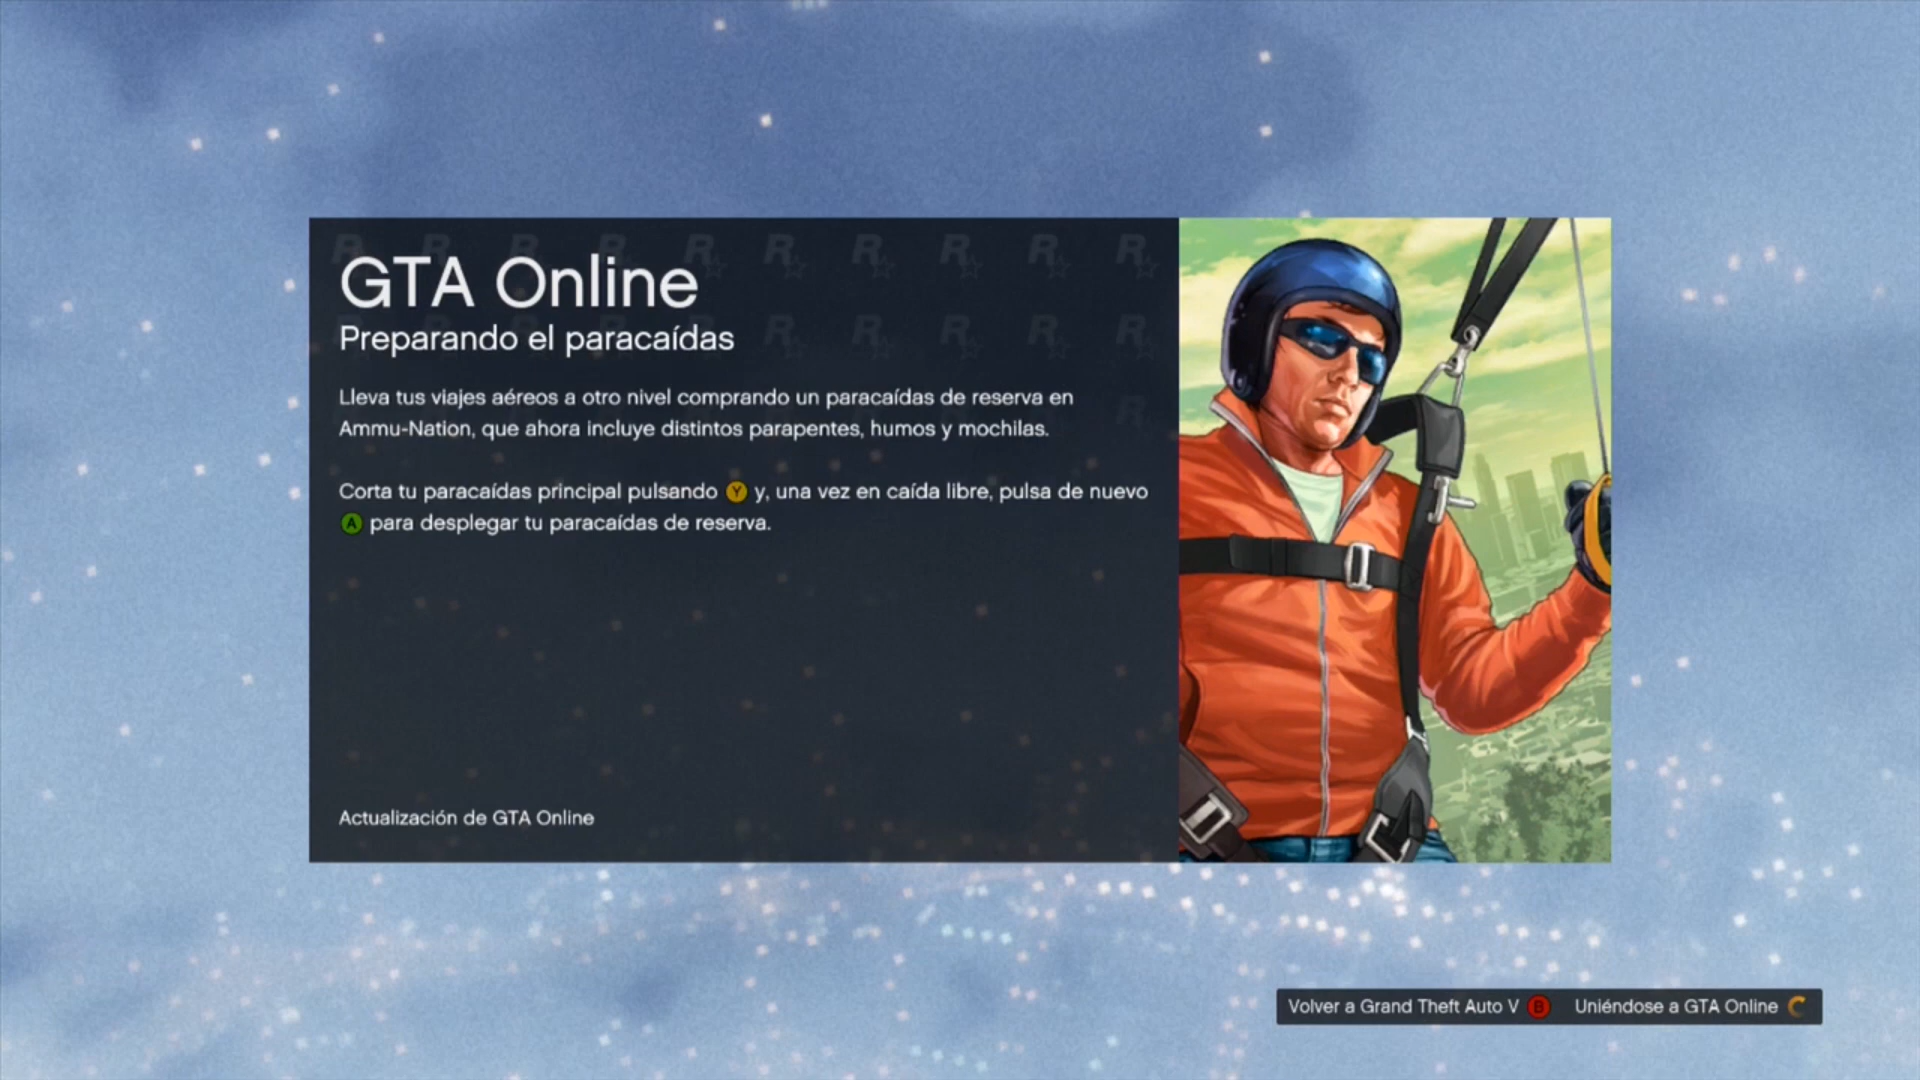 GTA Online
Preparando el paracaídas
Lleva tus viajes aéreos a otro nivel comprando un paracaídas de reserva en
Ammu-Nation, que ahora incluye distintos parapentes, humos y mochilas.
Corta tu paracaídas principal pulsando Y y, una vez en caída libre, pulsa de nuevo
A para desplegar tu paracaídas de reserva.
Actualización de GTA Online
Volver a Grand Theft Auto V B Uniéndose a GTA Online